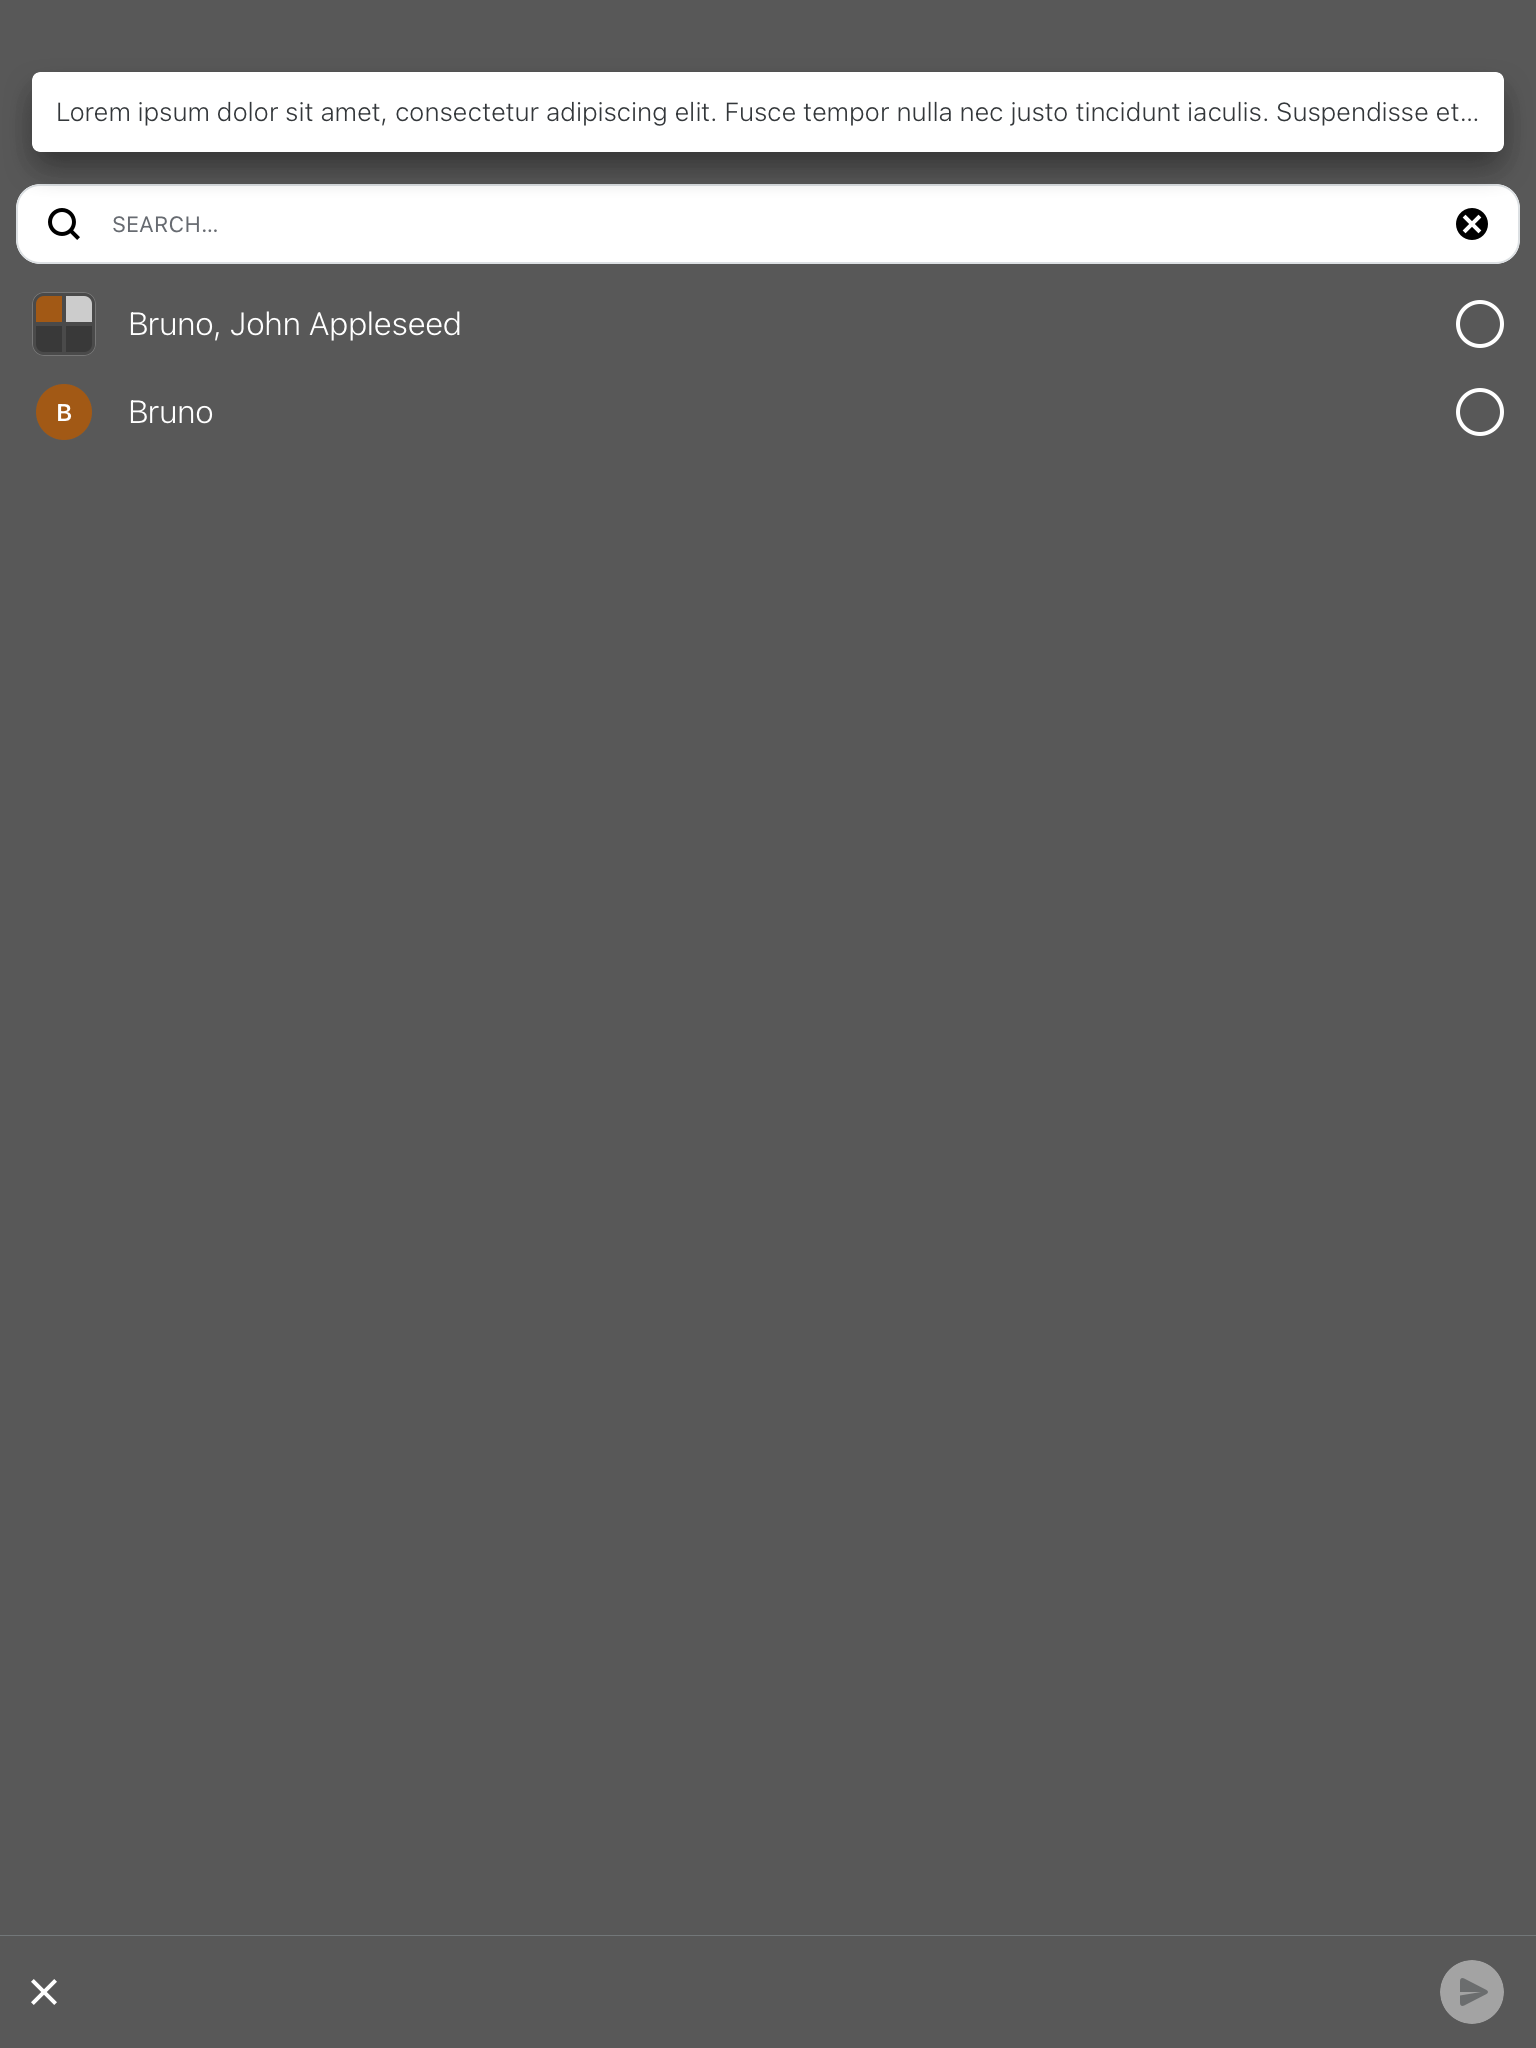 Lorem ipsum dolor sit amet, consectetur adipiscing elit. Fusce tempor nulla nec justo tincidunt iaculis. Suspendisse et...
SEARCH...
Bruno, John Appleseed
B
Bruno